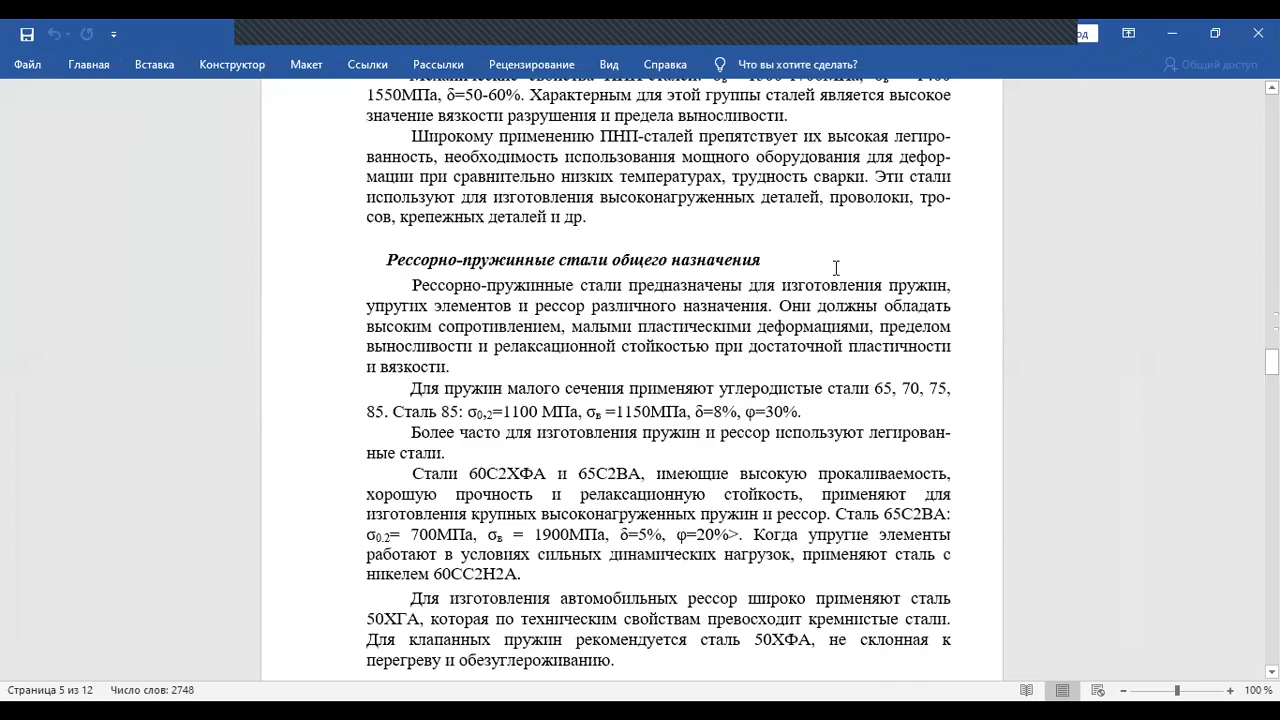 од
Файл Главная Вставка Конструктор Макет Ссылки Рассылки Рецензирование Вид Справка Что вы хотите сделать? Общий доступ
1550МПа, δ=50-60%. Характерным для этой группы сталей является высокое
значение вязкости разрушения и предела выносливости.
Широкому применению ПНП-сталей препятствует их высокая легиро-
ванность, необходимость использования мощного оборудования для дефор-
мации при сравнительно низких температурах, трудность сварки. Эти стали
используют для изготовления высоконагруженных деталей, проволоки, тро-
сов, крепежных деталей и др.
Рессорно-пружинные стали общего назначения
Рессорно-пружинные стали предназначены для изготовления пружин,
упругих элементов и рессор различного назначения. Они должны обладать
высоким сопротивлением, малыми пластическими деформациями, пределом
выносливости и релаксационной стойкостью при достаточной пластичности
и вязкости.
Для пружин малого сечения применяют углеродистые стали 65, 70, 75,
85. Сталь 85: σ0,2=1100 МПа, σв =1150МПа, δ=8%, φ=30%.
Более часто для изготовления пружин и рессор используют легирован-
ные стали.
Стали 60С2ХФА и 65С2ВА, имеющие высокую прокаливаемость,
хорошую прочность и релаксационную стойкость, применяют для
изготовления крупных высоконагруженных пружин и рессор. Сталь 65С2ВА:
σ0.2= 700МПа, σв = 1900МПа, δ=5%, φ=20%>. Когда упругие элементы
работают в условиях сильных динамических нагрузок, применяют сталь с
никелем 60СС2Н2А.
Для изготовления автомобильных рессор широко применяют сталь
50ХГА, которая по техническим свойствам превосходит кремнистые стали.
Для клапанных пружин рекомендуется сталь 50ХФА, не склонная к
перегреву и обезуглероживанию.
Страница 5 из 12 Число слов: 2748 100 %